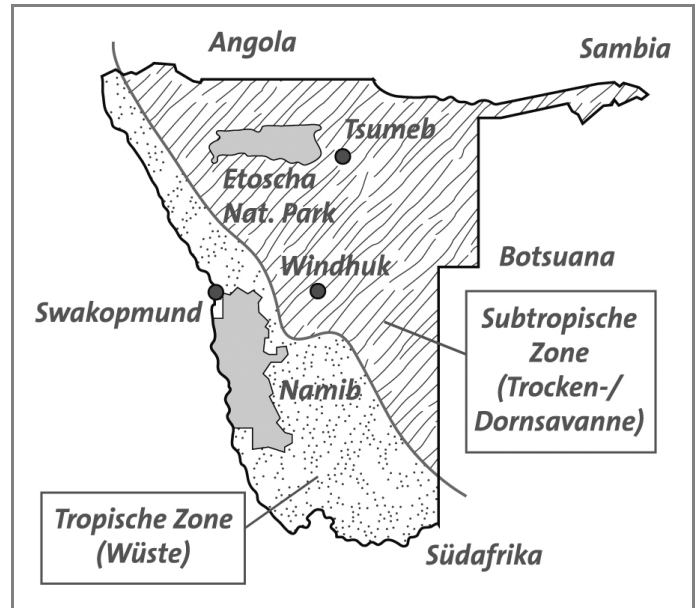 Angola
Sambia
Tsumeb
Etoscha
Nat. Park
Windhuk
Botsuana
Swakopmund
Subtropische
Zone
(Trocken-/
Dornsavanne)
Namib
Tropische Zone
(Wüste)
Südafrika